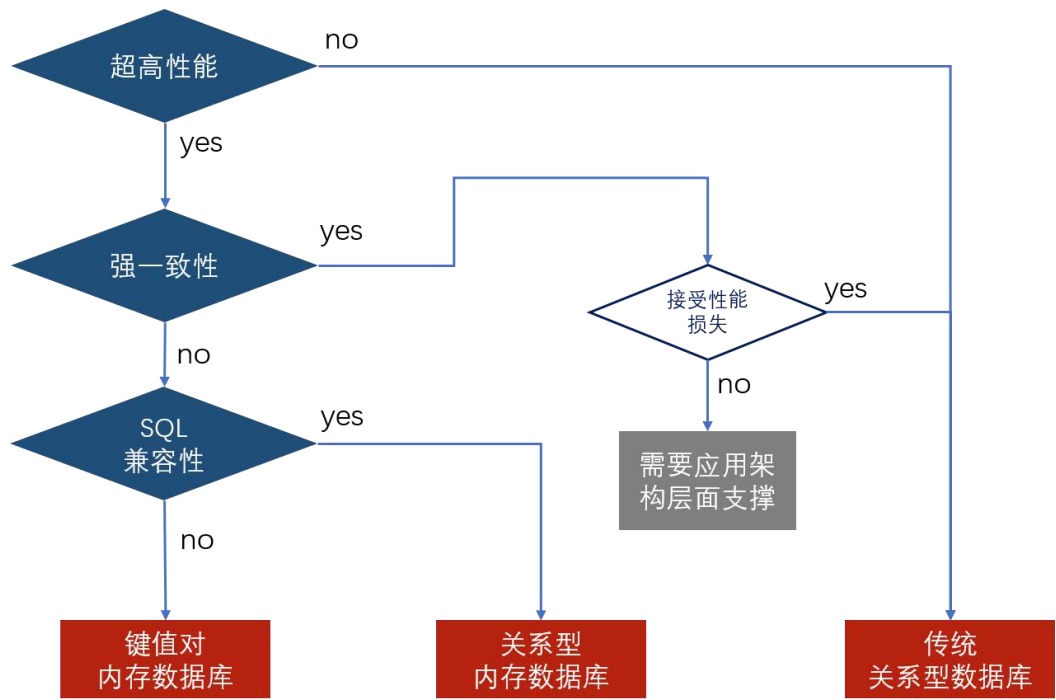 超高性能
no
yes
强一致性
yes
接受性能
损失
yes
no
no
SQL
兼容性
yes
需要应用架
构层面支撑
no
键值对
内存数据库
关系型
内存数据库
传统
关系型数据库